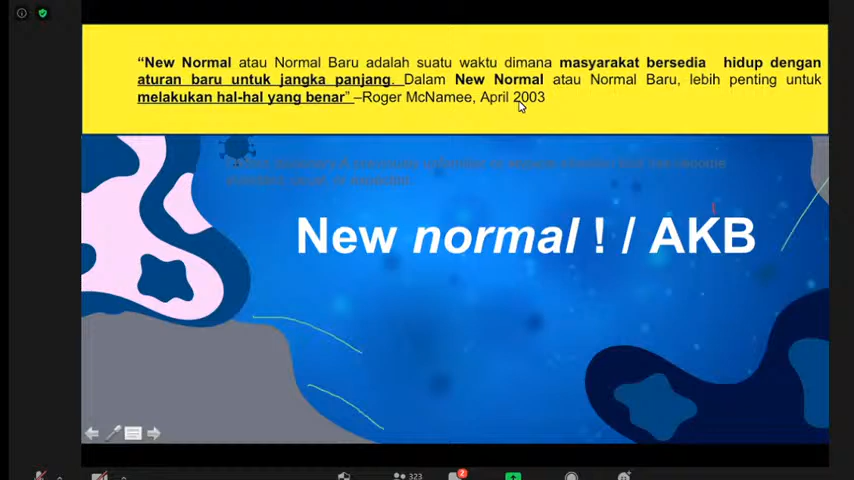 “New Normal atau Normal Baru adalah suatu waktu dimana masyarakat bersedia hidup dengan
aturan baru untuk jangka panjang. Dalam New Normal atau Normal Baru, lebih penting untuk
melakukan hal-hal yang benar” –Roger McNamee, April 2003
New normal ! / AKB
323
2